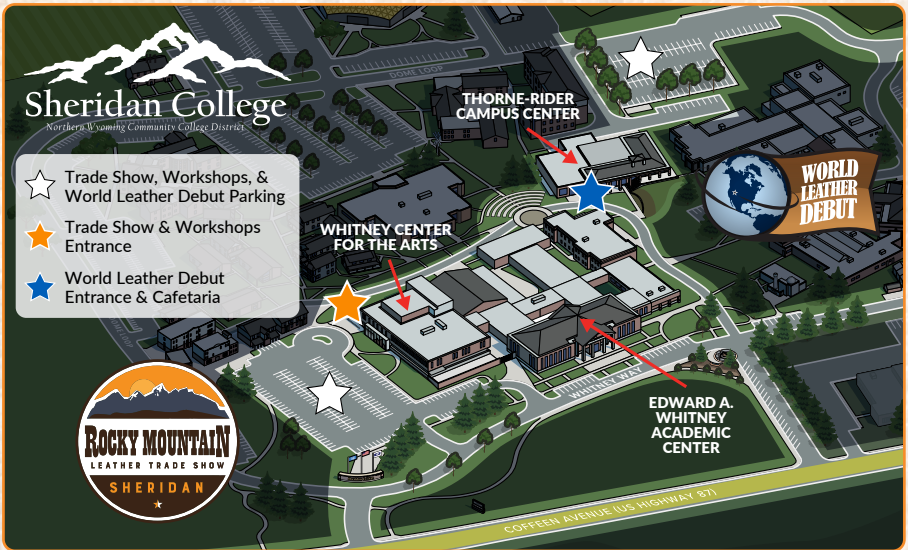 Sheridan College
Northern Wyoming Community College District
Trade Show, Workshops, &
World Leather Debut Parking
Trade Show & Workshops
Entrance
World Leather Debut
Entrance & Cafetaria
DOME LOOP
THORNE-RIDER
CAMPUS CENTER
WORLD
LEATHER
DEBUT
WHITNEY CENTER
FOR THE ARTS
DOME LOOP
WHITNEY WAY
EDWARD A.
WHITNEY
ACADEMIC
CENTER
ROCKY MOUNTAIN
LEATHER TRADE SHOW
SHERIDAN
COFFEEN AVENUE (US HIGHWAY 87)